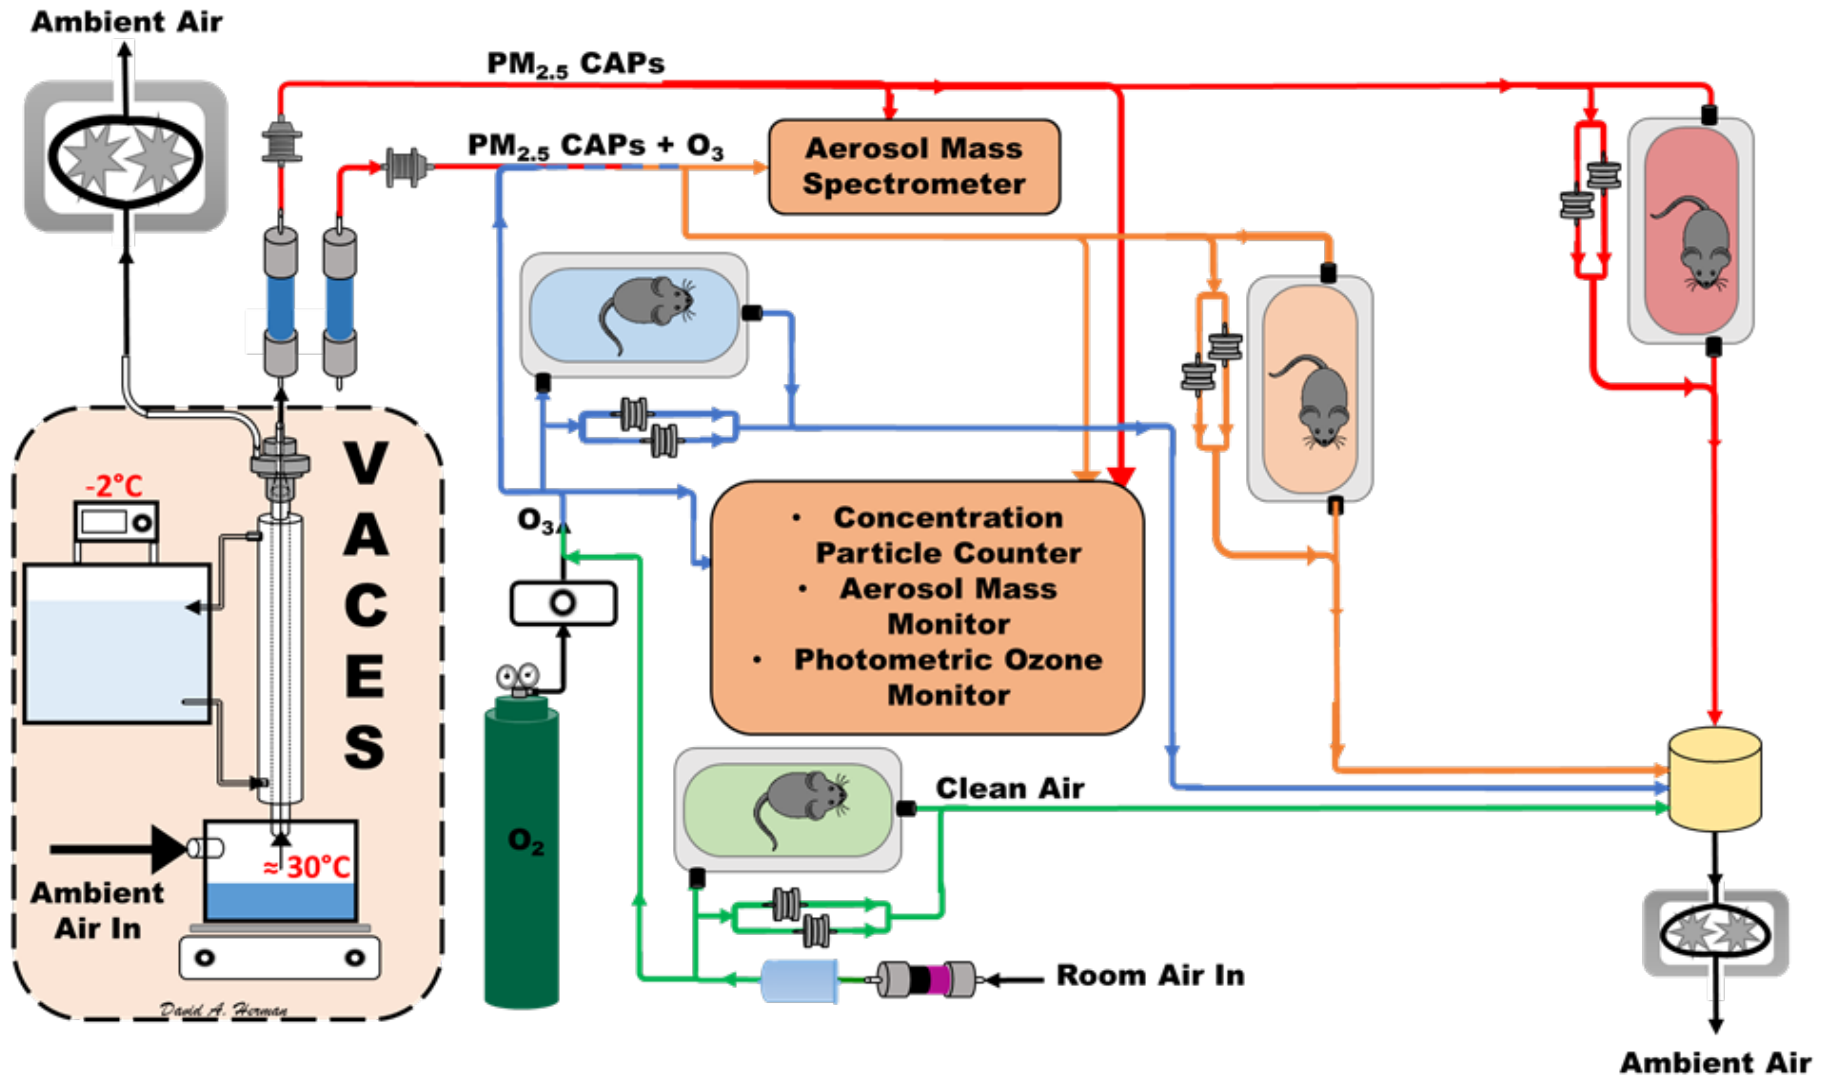 Ambient Air
PM2.5 CAPs
PM2.5 CAPs + O3
Aerosol Mass
Spectrometer
V
A
C
E
S
-2°C
≈ 30°C
Ambient
Air In
David A. Herman
O3
O2
• Concentration
Particle Counter
• Aerosol Mass
Monitor
• Photometric Ozone
Monitor
Clean Air
Room Air In
Ambient Air